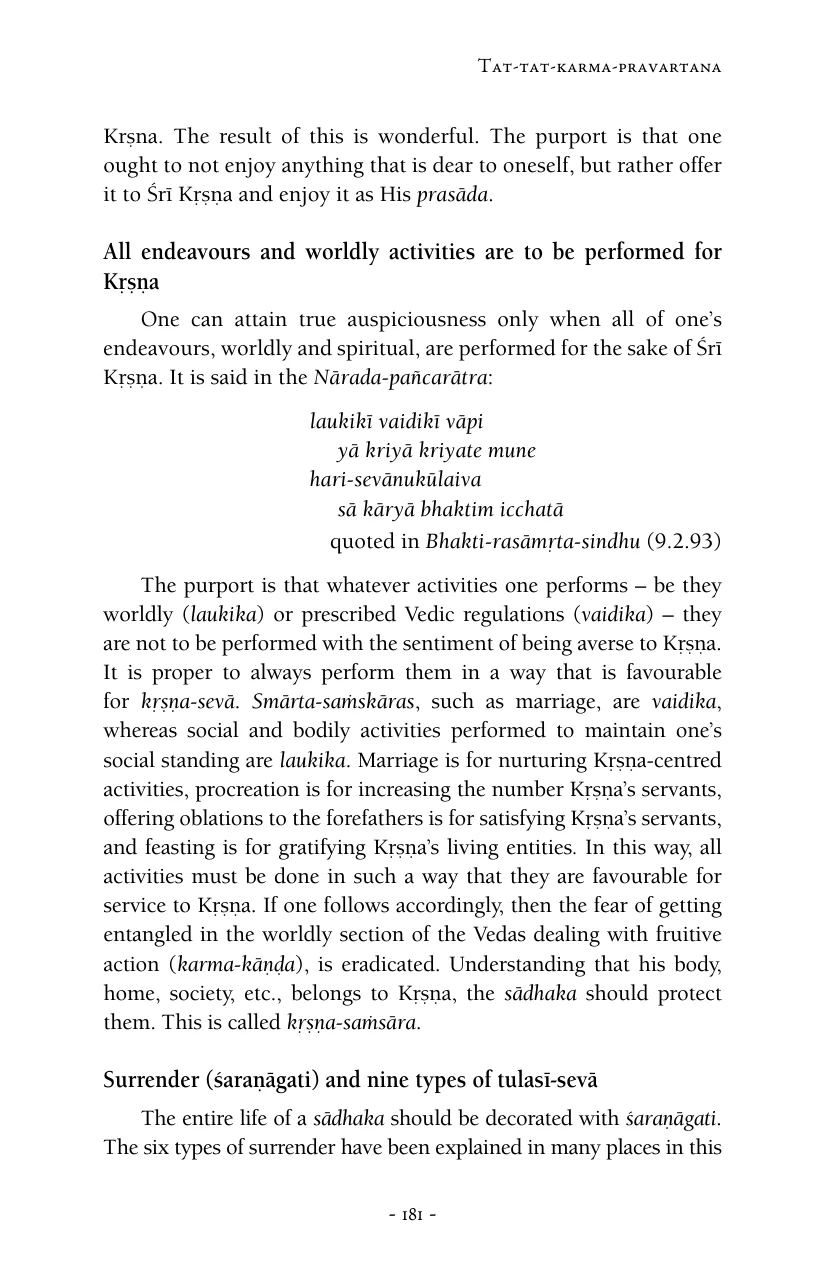 Tat-tat-karma-pravartana
Kṛṣṇa. The result of this is wonderful. The purport is that one
ought to not enjoy anything that is dear to oneself, but rather offer
it to Śrī Kṛṣṇa and enjoy it as His prasāda.
All endeavours and worldly activities are to be performed for
Kṛṣṇa
One can attain true auspiciousness only when all of one’s
endeavours, worldly and spiritual, are performed for the sake of Śrī
Kṛṣṇa. It is said in the Nārada-pañcarātra:
laukikī vaidikī vāpi
yā kriyā kriyate mune
hari-sevānukūlaiva
sā kāryā bhaktim icchatā
quoted in Bhakti-rasāmṛta-sindhu (9.2.93)
The purport is that whatever activities one performs – be they
worldly (laukika) or prescribed Vedic regulations (vaidika) – they
are not to be performed with the sentiment of being averse to Kṛṣṇa.
It is proper to always perform them in a way that is favourable
for kṛṣṇa-sevā. Smārta-saṁskāras, such as marriage, are vaidika,
whereas social and bodily activities performed to maintain one’s
social standing are laukika. Marriage is for nurturing Kṛṣṇa-centred
activities, procreation is for increasing the number Kṛṣṇa’s servants,
offering oblations to the forefathers is for satisfying Kṛṣṇa’s servants,
and feasting is for gratifying Kṛṣṇa’s living entities. In this way, all
activities must be done in such a way that they are favourable for
service to Kṛṣṇa. If one follows accordingly, then the fear of getting
entangled in the worldly section of the Vedas dealing with fruitive
action (karma-kāṇḍa), is eradicated. Understanding that his body,
home, society, etc., belongs to Kṛṣṇa, the sādhaka should protect
them. This is called kṛṣṇa-saṁsāra.
Surrender (śaraṇāgati) and nine types of tulasī-sevā
The entire life of a sādhaka should be decorated with śaraṇāgati.
The six types of surrender have been explained in many places in this
- 181 -